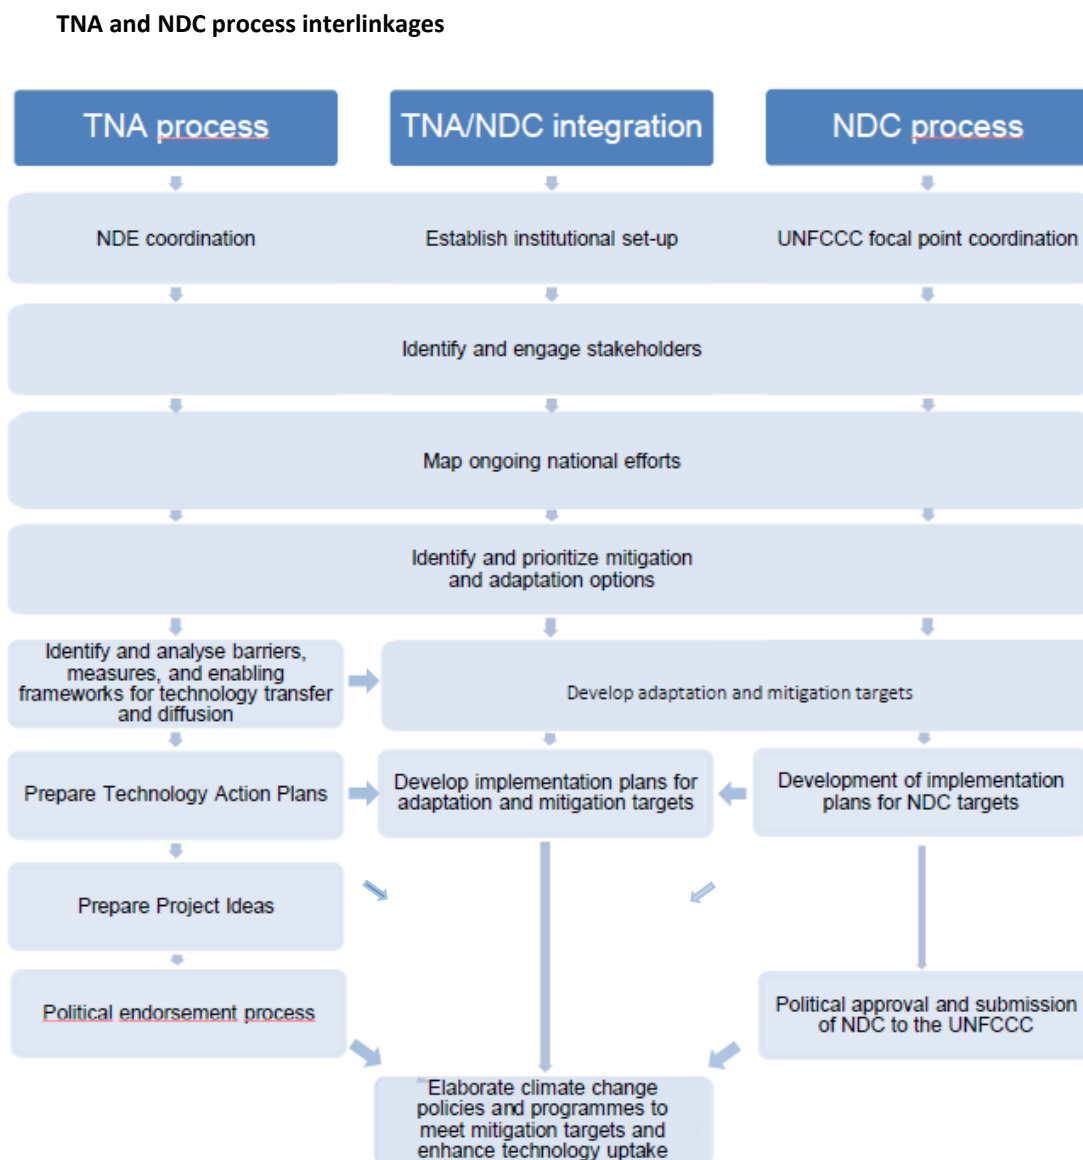 TNA and NDC process interlinkages
TNA process
TNA/NDC integration
NDC process
NDE coordination
Establish institutional set-up
UNFCCC focal point coordination
Identify and engage stakeholders
Map ongoing national efforts
Identify and prioritize mitigation
and adaptation options
Identify and analyse barriers,
measures, and enabling
frameworks for technology transfer
and diffusion
Develop adaptation and mitigation targets
Prepare Technology Action Plans
Develop implementation plans for
adaptation and mitigation targets
Development of implementation
plans for NDC targets
Prepare Project Ideas
Political endorsement process
Political approval and submission
of NDC to the UNFCCC
Elaborate climate change
policies and programmes to
meet mitigation targets and
enhance technology uptake